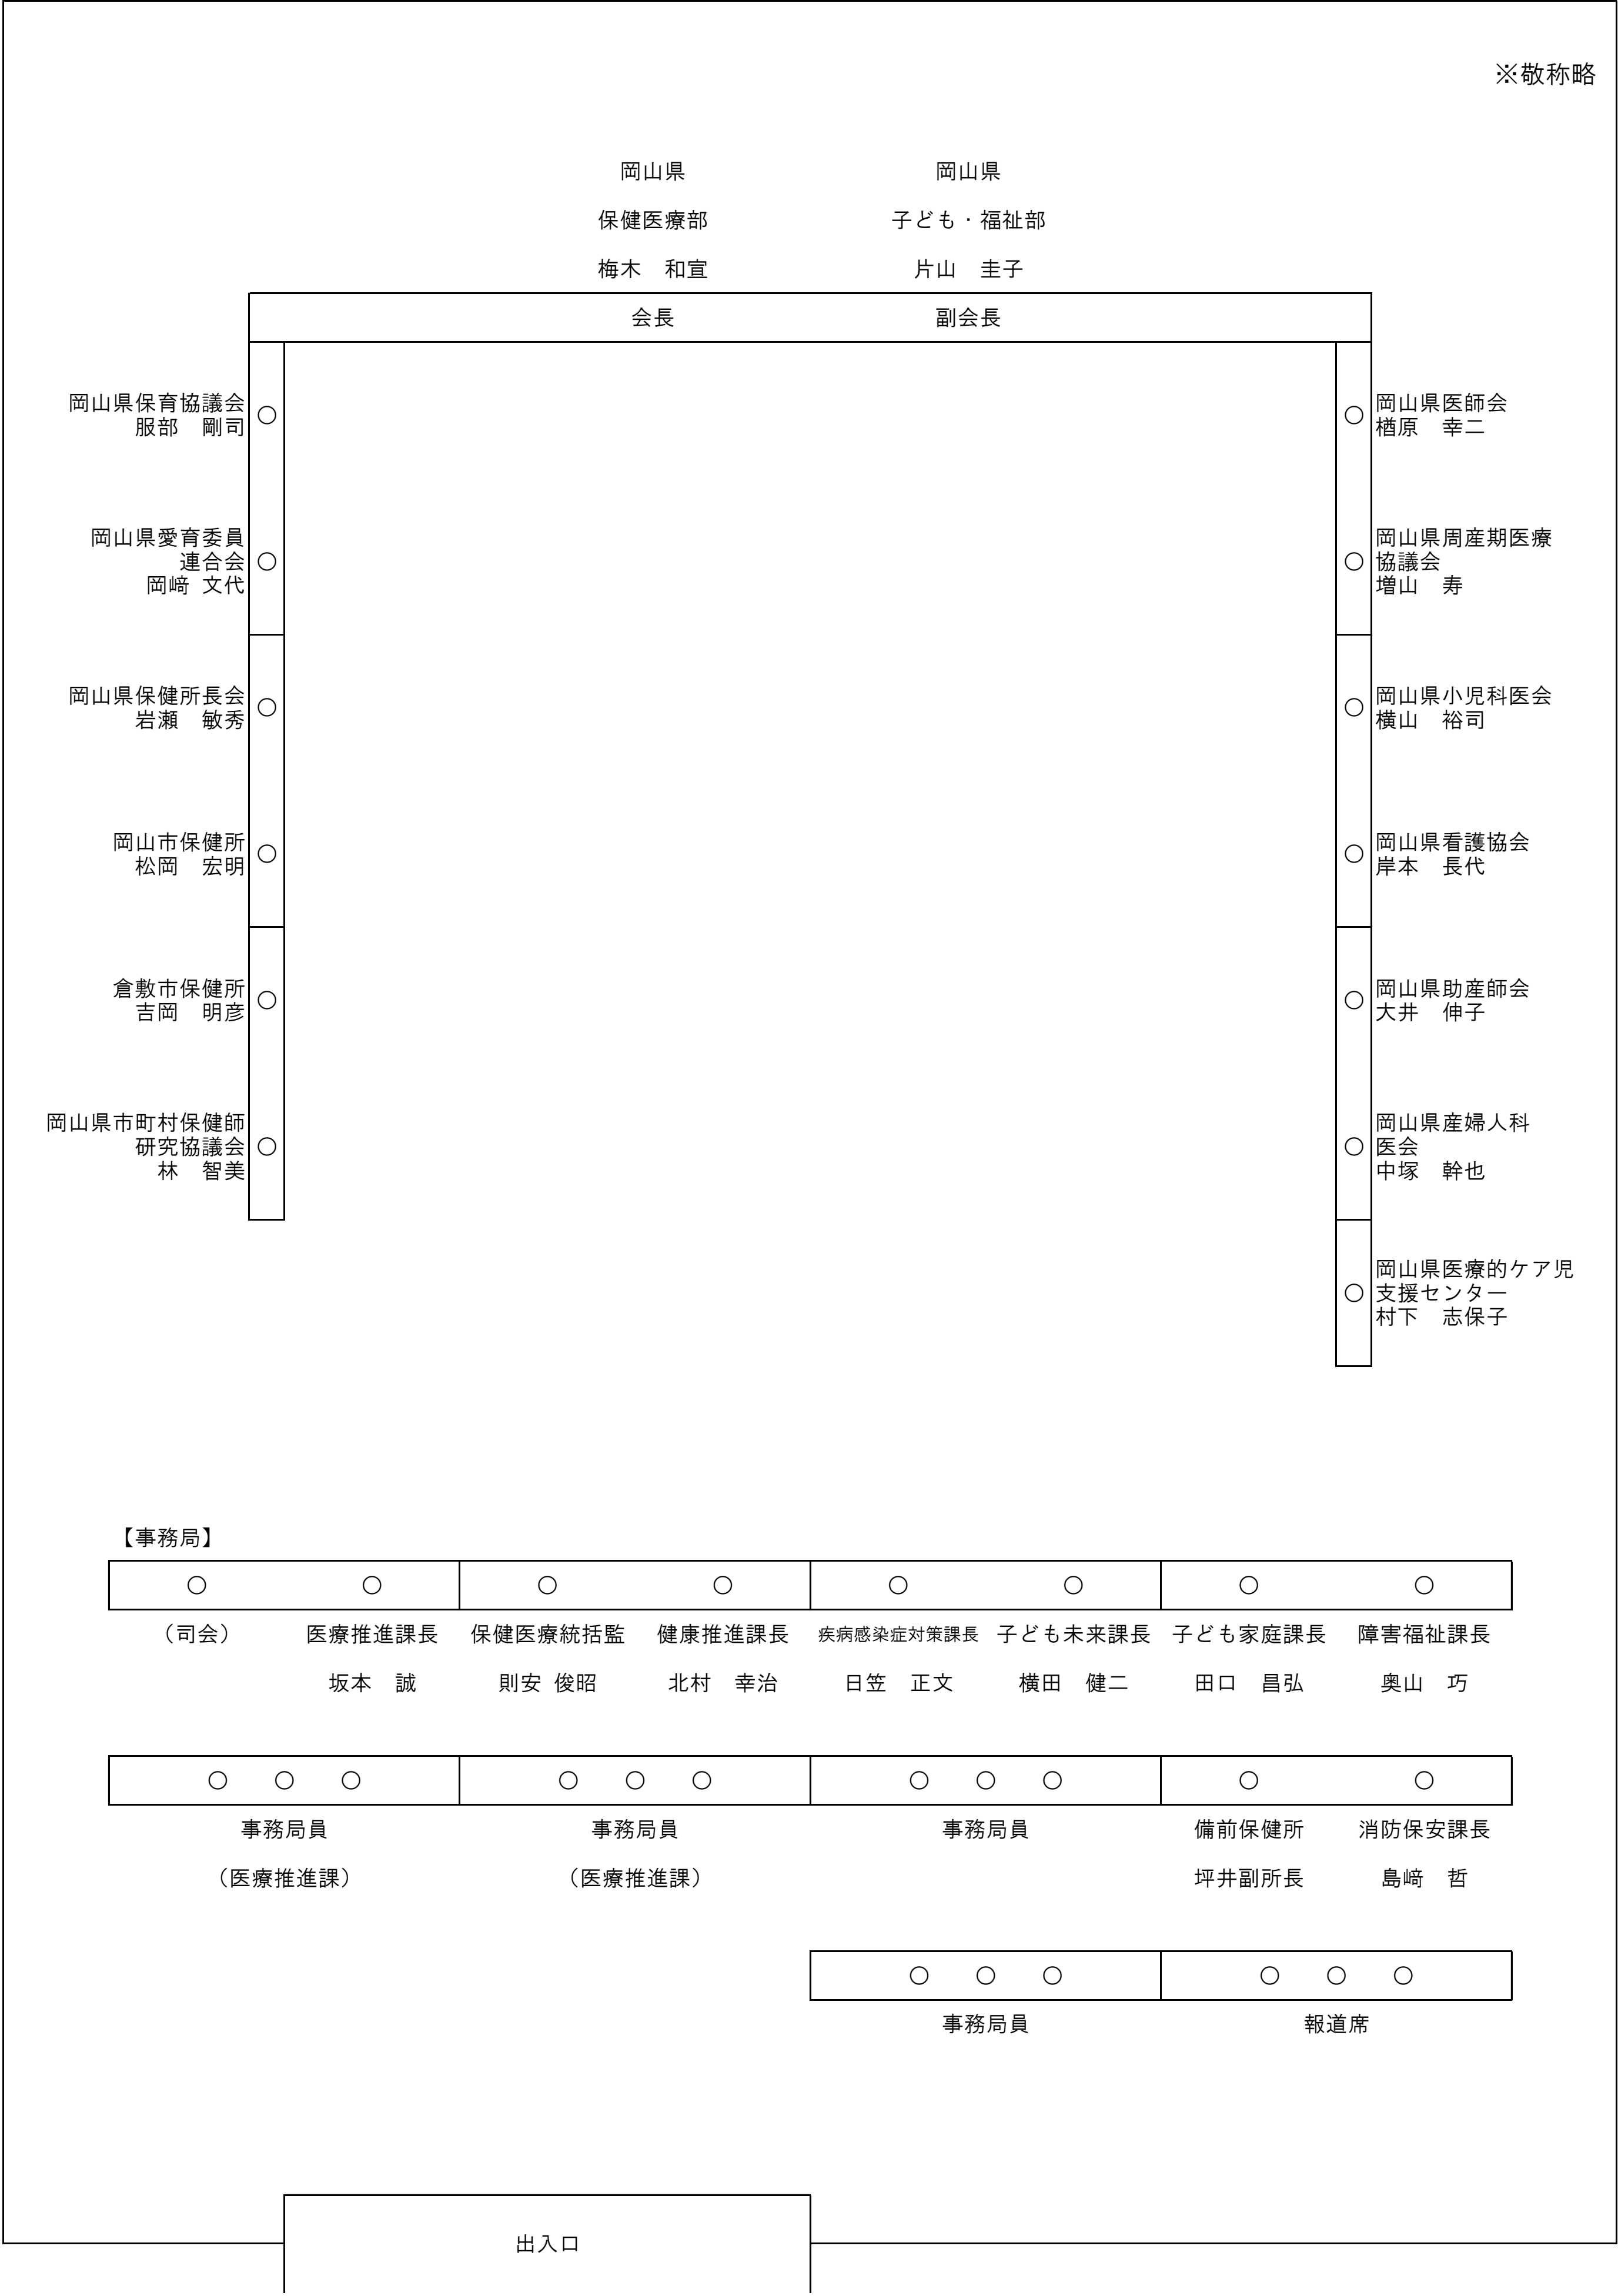 ※敬称略
岡山県　岡山県
保健医療部　子ども・福祉部
梅木　和宣　片山　圭子
会長　副会長
岡山県保育協議会
服部　剛司
岡山県愛育委員
連合会
岡﨑 文代
岡山県保健所長会
岩瀬　敏秀
岡山市保健所
松岡　宏明
倉敷市保健所
吉岡　明彦
岡山県市町村保健師
研究協議会
林　智美
岡山県医師会
楢原　幸二
岡山県周産期医療
協議会
増山　寿
岡山県小児科医会
横山　裕司
岡山県看護協会
岸本　長代
岡山県助産師会
大井　伸子
岡山県産婦人科
医会
中塚　幹也
岡山県医療的ケア児
支援センター
村下　志保子
【事務局】
○　○　○　○　○　○　○　○
（司会）　医療推進課長　保健医療統括監　健康推進課長　疾病感染症対策課長　子ども未来課長　子ども家庭課長　障害福祉課長
坂本　誠　則安 俊昭　北村　幸治　日笠　正文　横田　健二　田口　昌弘　奥山　巧
○　○　○　○　○　○　○　○　○　○　○
事務局員　事務局員　事務局員　備前保健所　消防保安課長
（医療推進課）　（医療推進課）　坪井副所長　島﨑　哲
○　○　○　○　○　○
事務局員　報道席
出入口